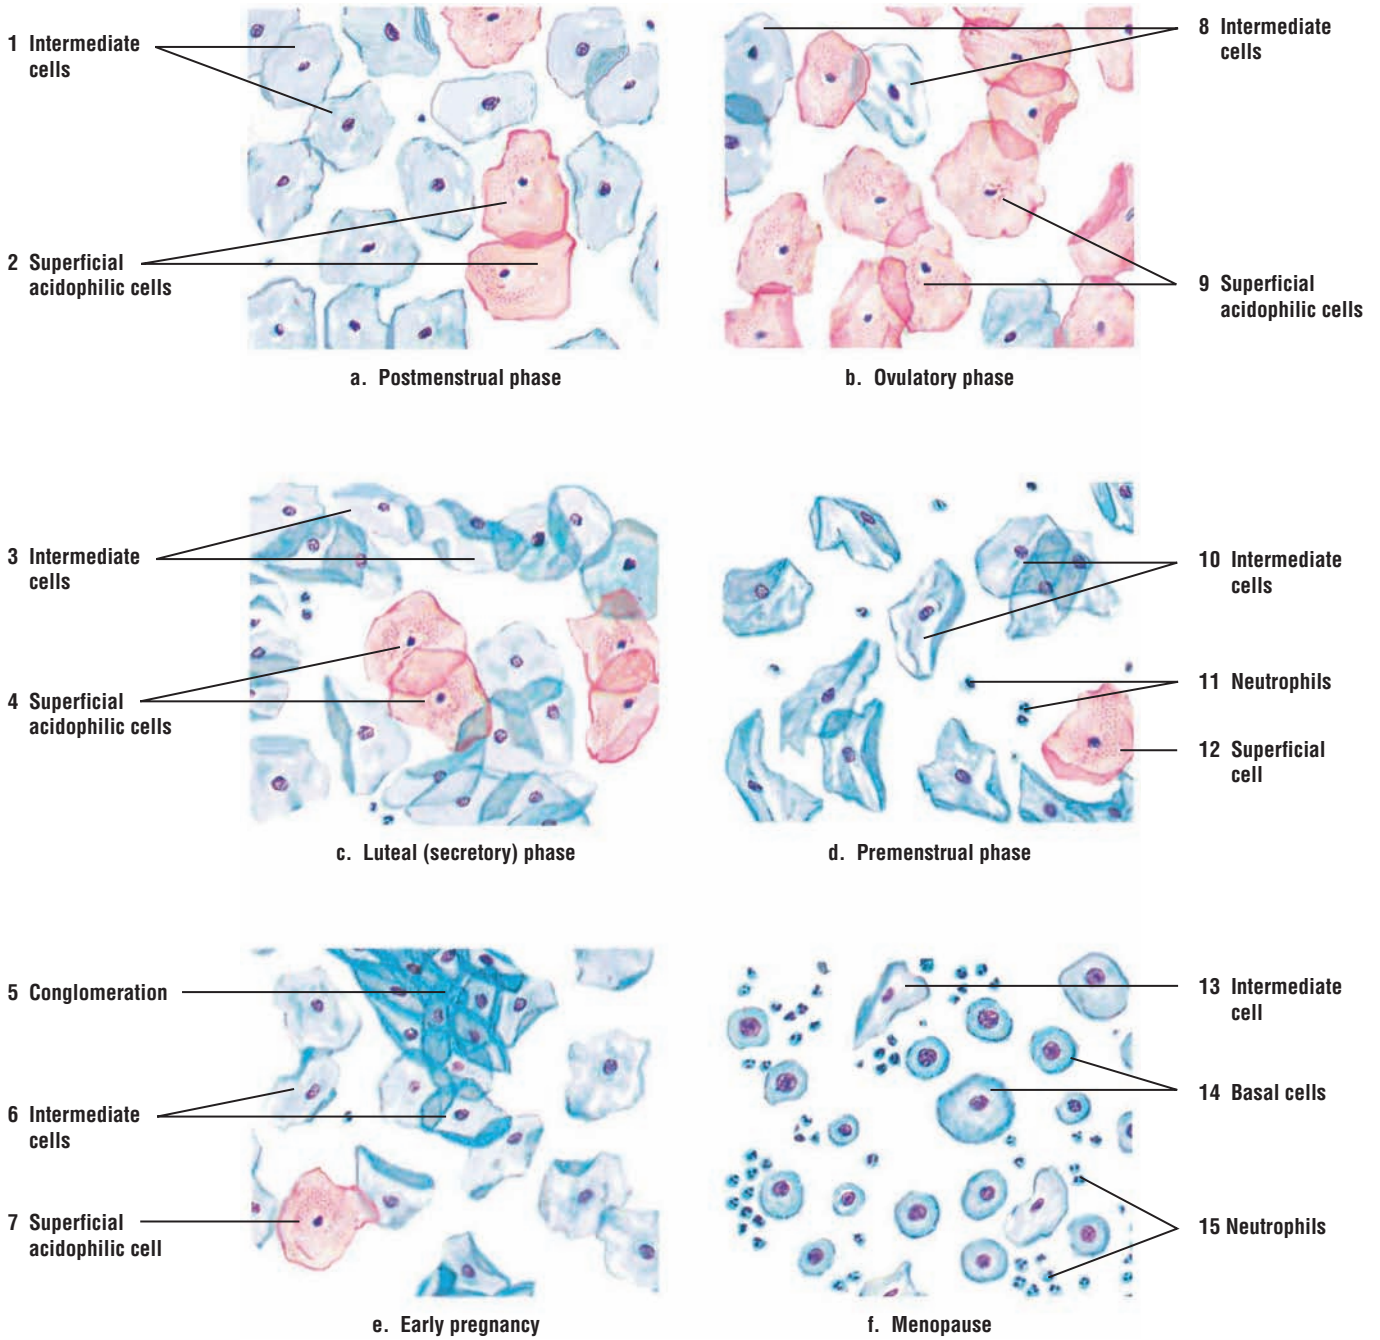 1 Intermediate
cells
2 Superficial
acidophilic cells
8 Intermediate
cells
9 Superficial
acidophilic cells
a. Postmenstrual phase
b. Ovulatory phase
3 Intermediate
cells
4 Superficial
acidophilic cells
10 Intermediate
cells
11 Neutrophils
12 Superficial
cell
c. Luteal (secretory) phase
d. Premenstrual phase
5 Conglomeration
6 Intermediate
cells
7 Superficial
acidophilic cell
13 Intermediate
cell
14 Basal cells
15 Neutrophils
e. Early pregnancy
f. Menopause